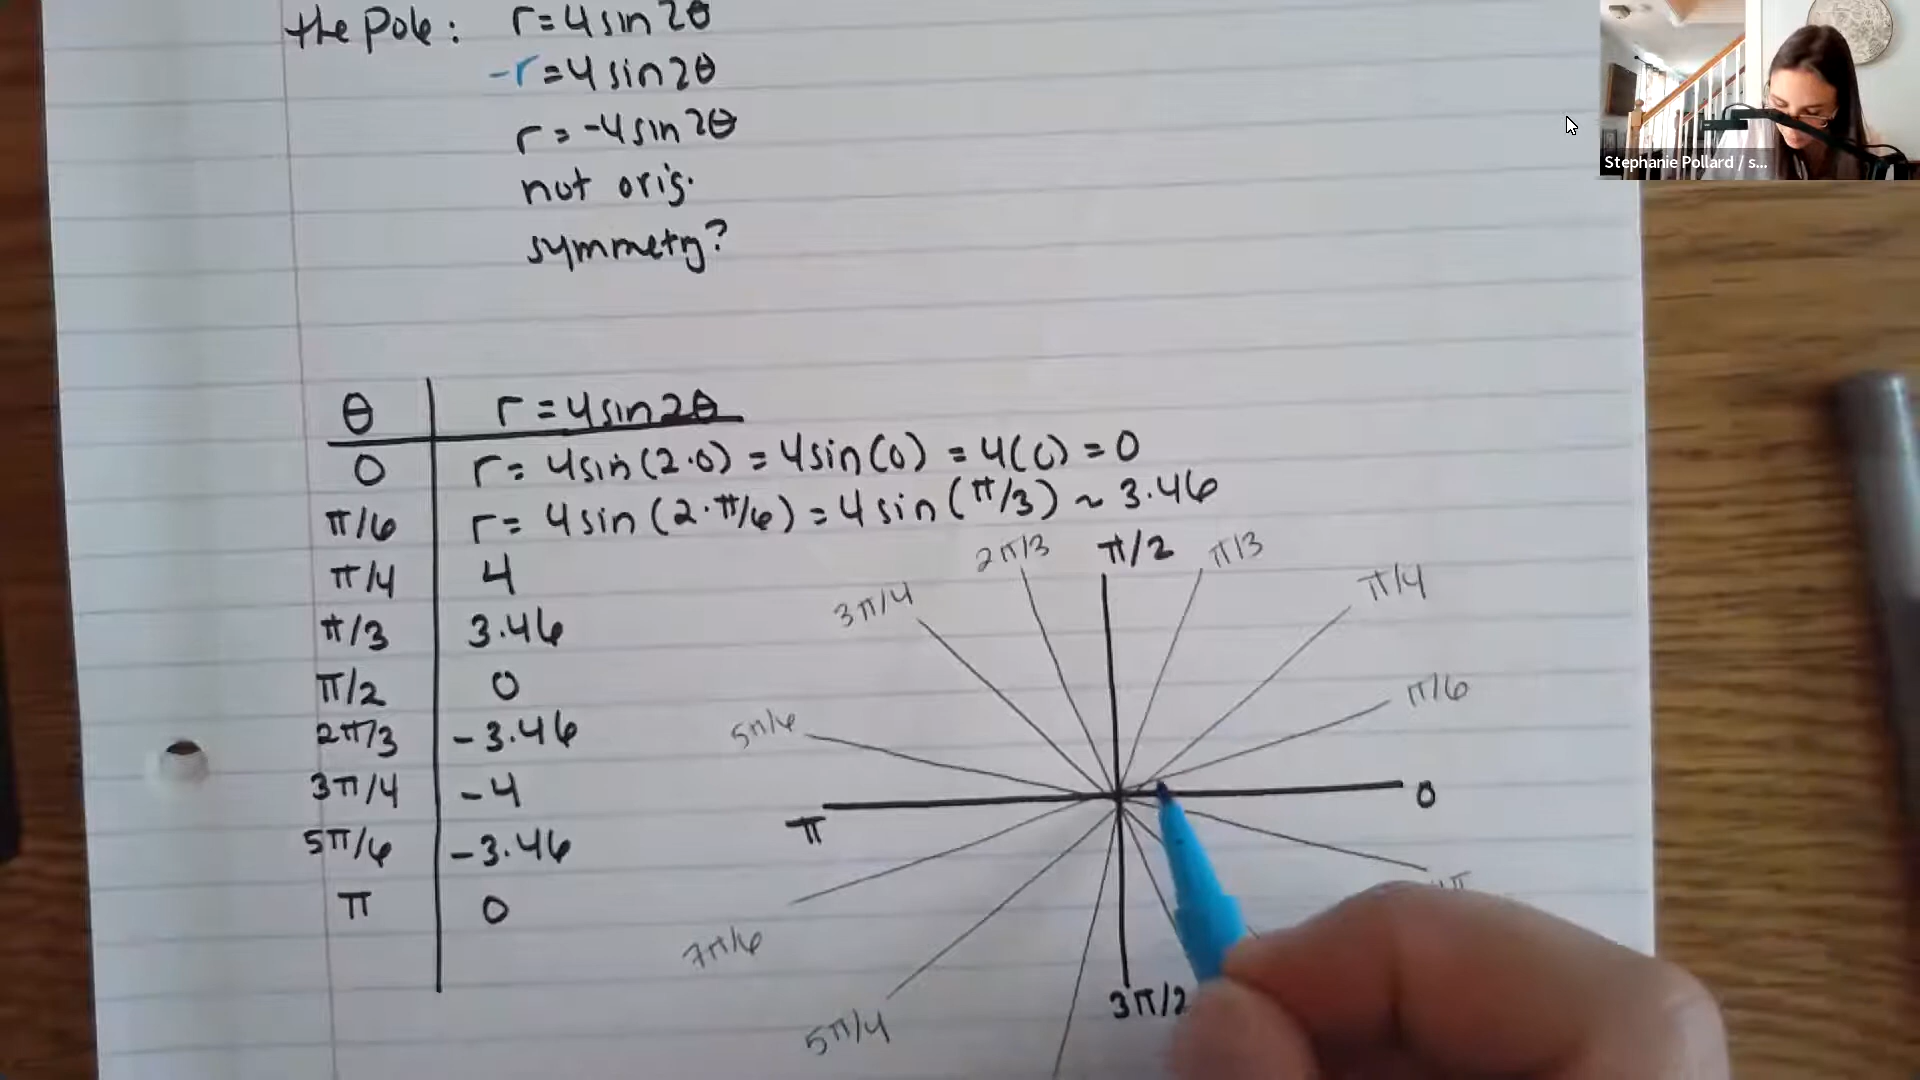 the Pole: r=4sin2θ
-r=4sin2θ
r=-4sin2θ
not orig.
symmetry?
θ r=4sin2θ
0 r= 4sin(2·0)=4sin(0)=4(0)=0
π/6 r= 4sin(2·π/6)=4sin(π/3)~3.46
π/4 4
π/3 3.46
π/2 0
2π/3 -3.46
3π/4 -4
5π/6 -3.46
π 0
2π/3 π/2 π/3
3π/4 π/4
5π/6 π/6
π 0
7π/6
5π/4 3π/2
Stephanie Pollard / s...